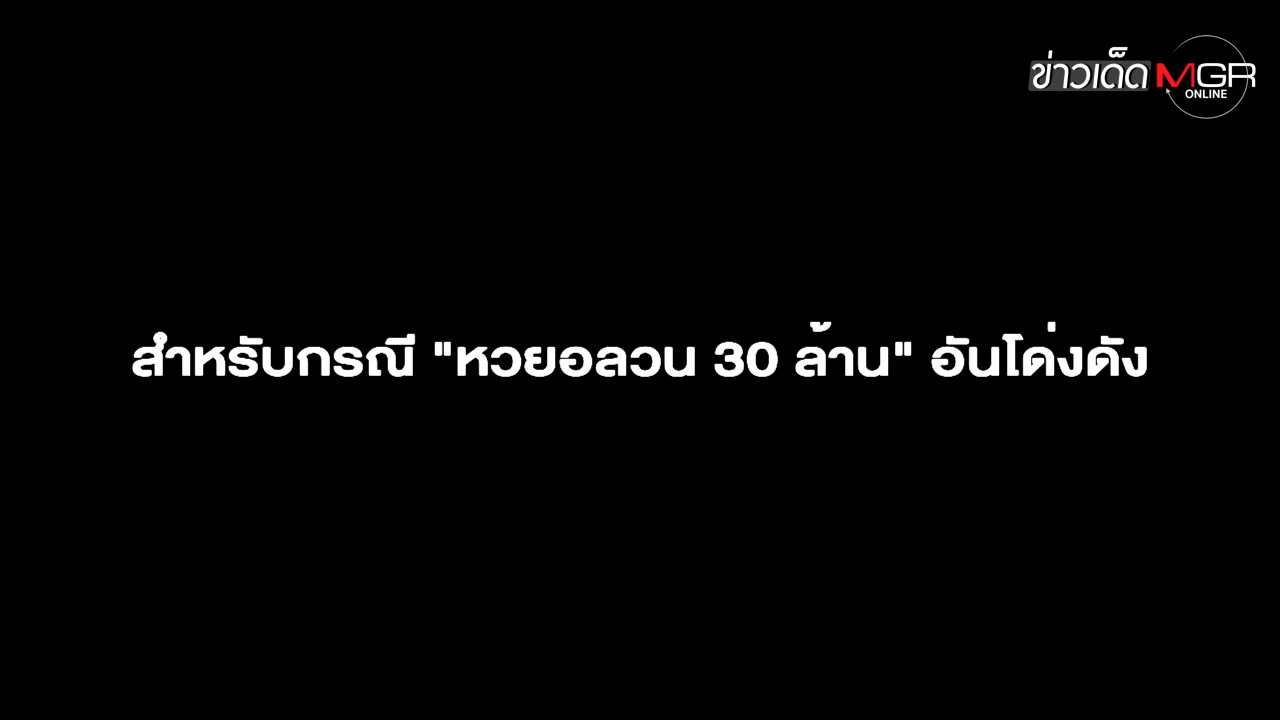 ข่าวเด็ด MGR
ONLINE
สำหรับกรณี "หวยอลวน 30 ล้าน" อันโด่งดัง